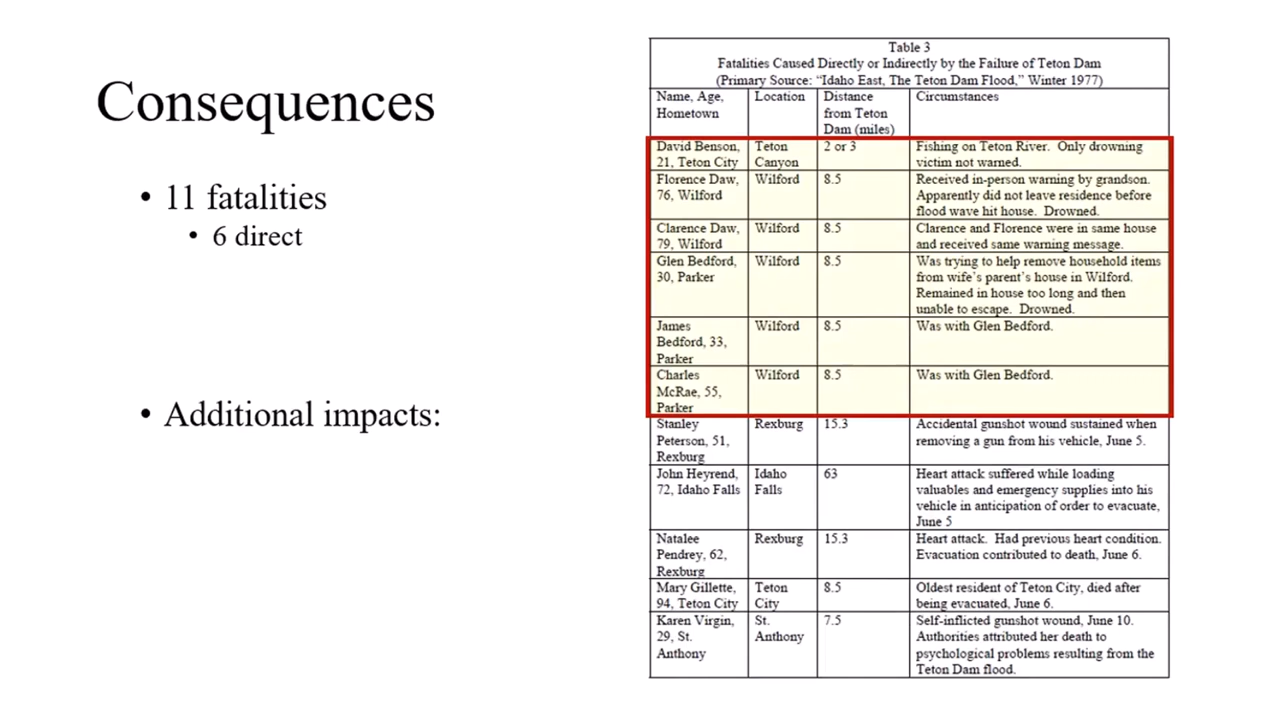 Consequences
• 11 fatalities
• 6 direct
• Additional impacts:
Table 3
Fatalities Caused Directly or Indirectly by the Failure of Teton Dam
(Primary Source: “Idaho East, The Teton Dam Flood,” Winter 1977)
Name, Age, Hometown | Location | Distance from Teton Dam (miles) | Circumstances
David Benson, 21, Teton City | Teton Canyon | 2 or 3 | Fishing on Teton River. Only drowning victim not warned.
Florence Daw, 76, Wilford | Wilford | 8.5 | Received in-person warning by grandson. Apparently did not leave residence before flood wave hit house. Drowned.
Clarence Daw, 79, Wilford | Wilford | 8.5 | Clarence and Florence were in same house and received same warning message.
Glen Bedford, 30, Parker | Wilford | 8.5 | Was trying to help remove household items from wife’s parent’s house in Wilford. Remained in house too long and then unable to escape. Drowned.
James Bedford, 33, Parker | Wilford | 8.5 | Was with Glen Bedford.
Charles McRae, 55, Parker | Wilford | 8.5 | Was with Glen Bedford.
Stanley Peterson, 51, Rexburg | Rexburg | 15.3 | Accidental gunshot wound sustained when removing a gun from his vehicle, June 5.
John Heyrend, 72, Idaho Falls | Idaho Falls | 63 | Heart attack suffered while loading valuables and emergency supplies into his vehicle in anticipation of order to evacuate, June 5
Natalee Pendrey, 62, Rexburg | Rexburg | 15.3 | Heart attack. Had previous heart condition. Evacuation contributed to death, June 6.
Mary Gillette, 94, Teton City | Teton City | 8.5 | Oldest resident of Teton City, died after being evacuated, June 6.
Karen Virgin, 29, St. Anthony | St. Anthony | 7.5 | Self-inflicted gunshot wound, June 10. Authorities attributed her death to psychological problems resulting from the Teton Dam flood.